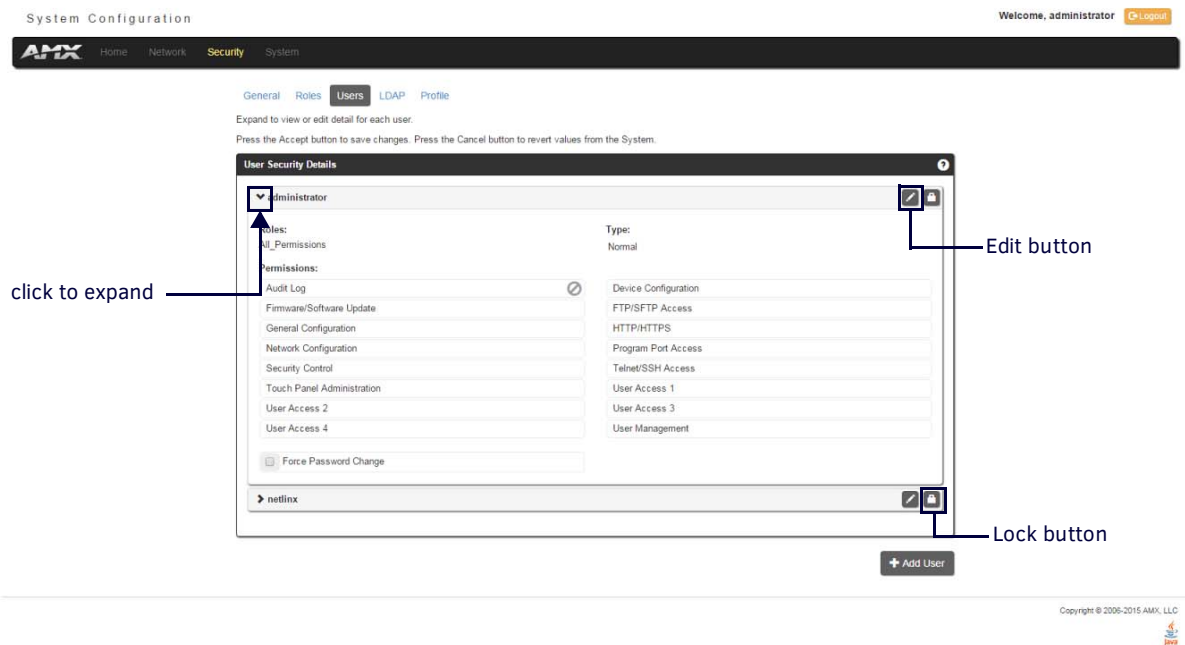 System Configuration
Welcome, administrator
Logout
AMX Home Network Security System
General Roles Users LDAP Profile
Expand to view or edit detail for each user.
Press the Accept button to save changes. Press the Cancel button to revert values from the System.
User Security Details
administrator
Roles:
All_Permissions
Type:
Normal
Edit button
Permissions:
click to expand
Audit Log
Device Configuration
Firmware/Software Update
FTP/SFTP Access
General Configuration
HTTP/HTTPS
Network Configuration
Program Port Access
Security Control
Telnet/SSH Access
Touch Panel Administration
User Access 1
User Access 2
User Access 3
User Access 4
User Management
Force Password Change
netlinx
Lock button
Add User
Copyright © 2006-2015 AMX, LLC
Java